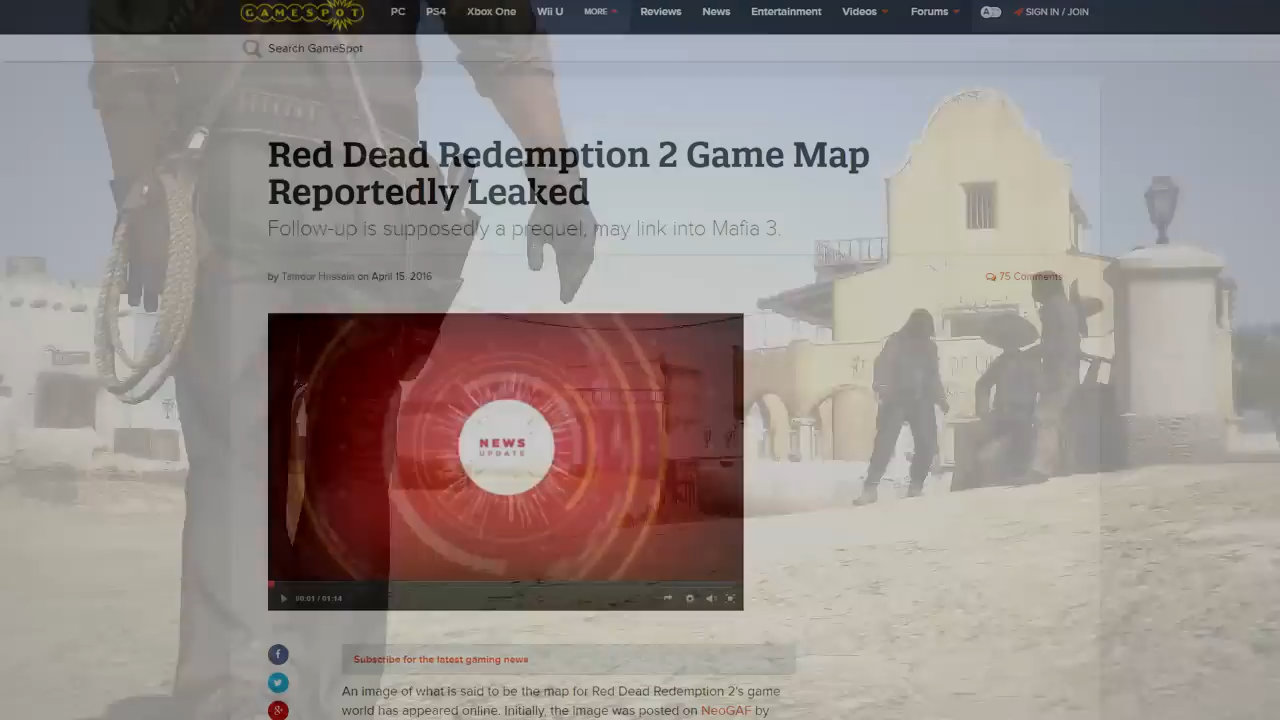 GAMESPOT
PC PS4 Xbox One Wii U MORE Reviews News Entertainment Videos Forums SIGN IN / JOIN
Search GameSpot
Red Dead Redemption 2 Game Map
Reportedly Leaked
Follow-up is supposedly a prequel, may link into Mafia 3.
by Tamoor Hussain on April 15, 2016
75 Comments
NEWS
UPDATE
00:01 / 01:14
Subscribe for the latest gaming news
An image of what is said to be the map for Red Dead Redemption 2's game
world has appeared online. Initially, the image was posted on NeoGAF by